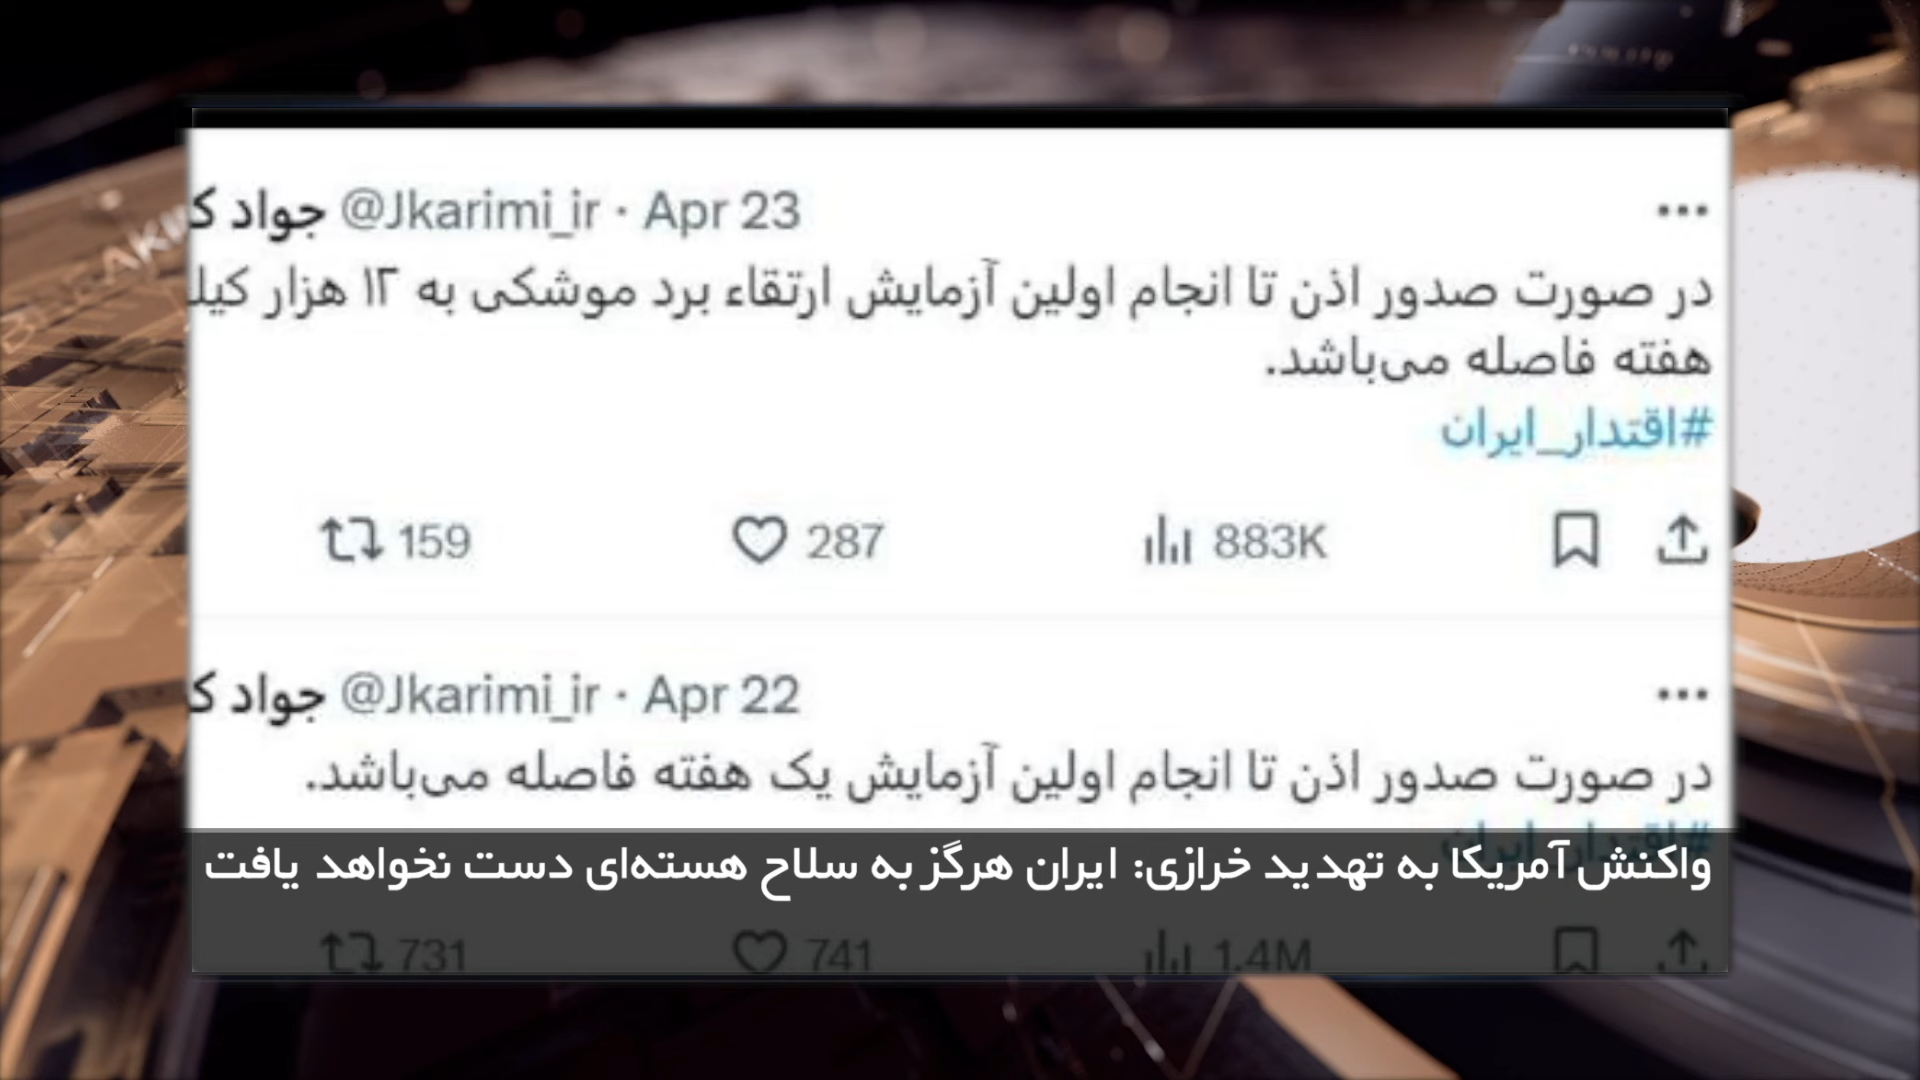 جواد ک @Jkarimi_ir · Apr 23
در صورت صدور اذن تا انجام اولین آزمایش ارتقاء برد موشکی به ۱۲ هزار کیل
هفته فاصله می‌باشد.
#اقتدار_ایران
159 287 883K
جواد ک @Jkarimi_ir · Apr 22
در صورت صدور اذن تا انجام اولین آزمایش یک هفته فاصله می‌باشد.
#اقتدار_ایران
واکنش آمریکا به تهدید خرازی: ایران هرگز به سلاح هسته‌ای دست نخواهد یافت
731 741 1.4M